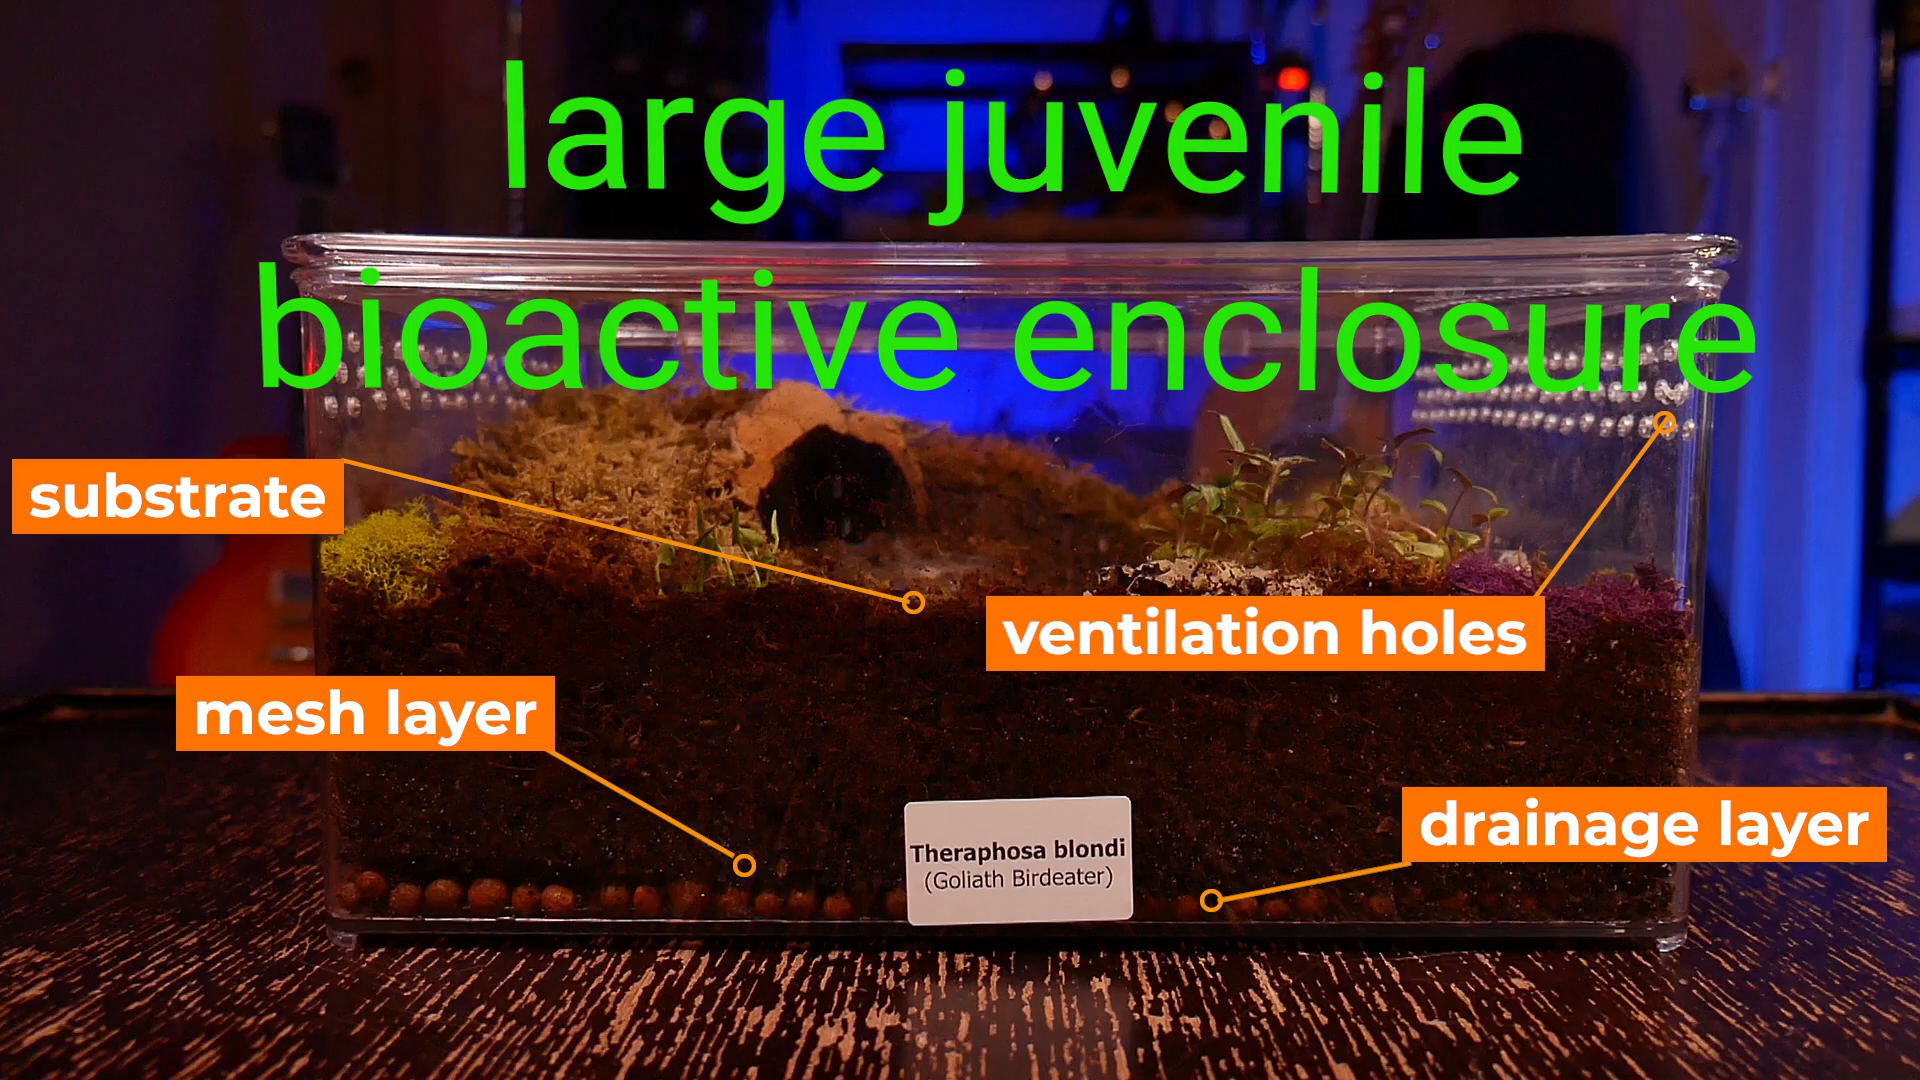 large juvenile
bioactive enclosure
substrate
ventilation holes
mesh layer
drainage layer
Theraphosa blondi
(Goliath Birdeater)